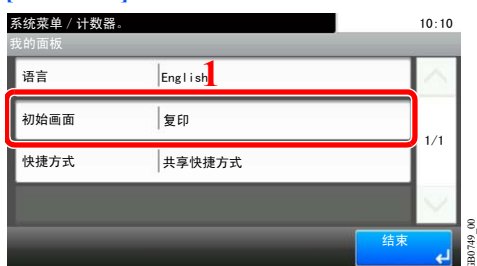 系统菜单 / 计数器。 10:10
我的面板
语言 English 1
初始画面 复印
1/1
快捷方式 共享快捷方式
结束
GB0749_00